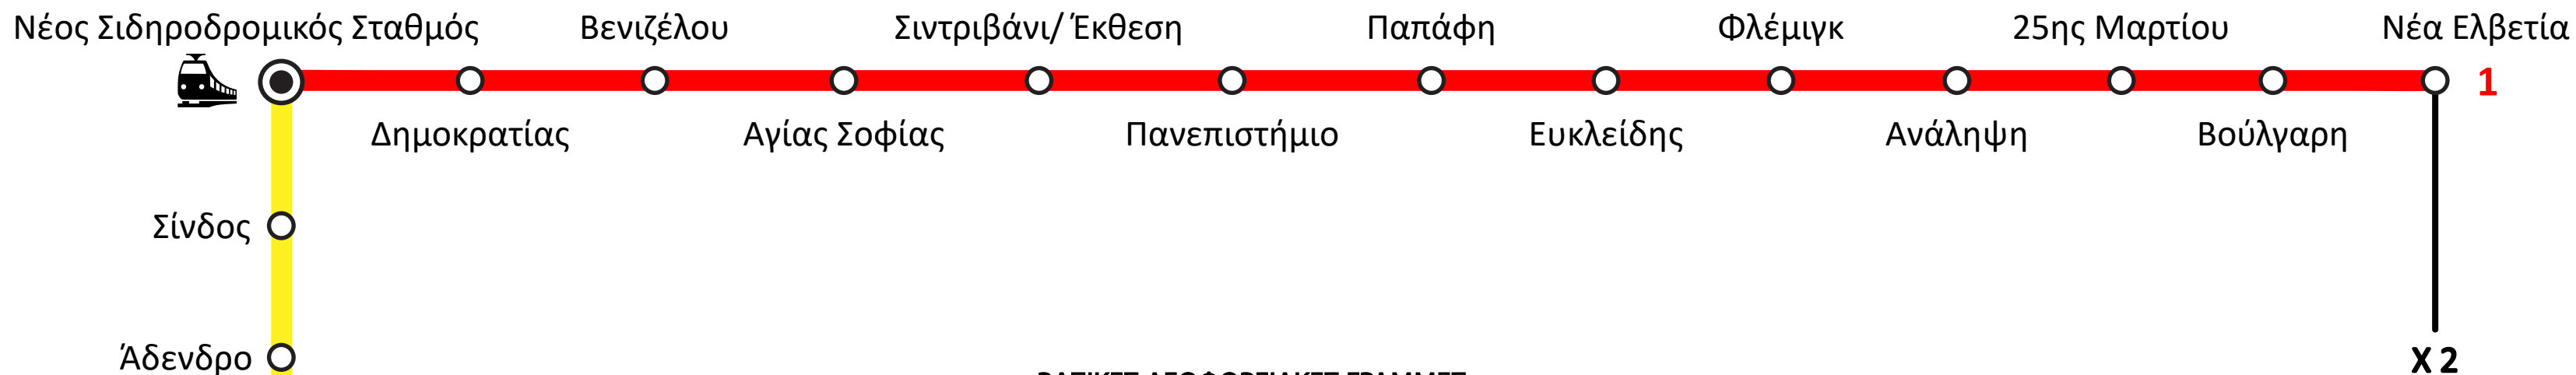 Νέος Σιδηροδρομικός Σταθμός
Βενιζέλου
Σιντριβάνι/ Έκθεση
Παπάφη
Φλέμιγκ
25ης Μαρτίου
Νέα Ελβετία
1
Δημοκρατίας
Αγίας Σοφίας
Πανεπιστήμιο
Ευκλείδης
Ανάληψη
Βούλγαρη
Σίνδος
Άδενδρο
X 2